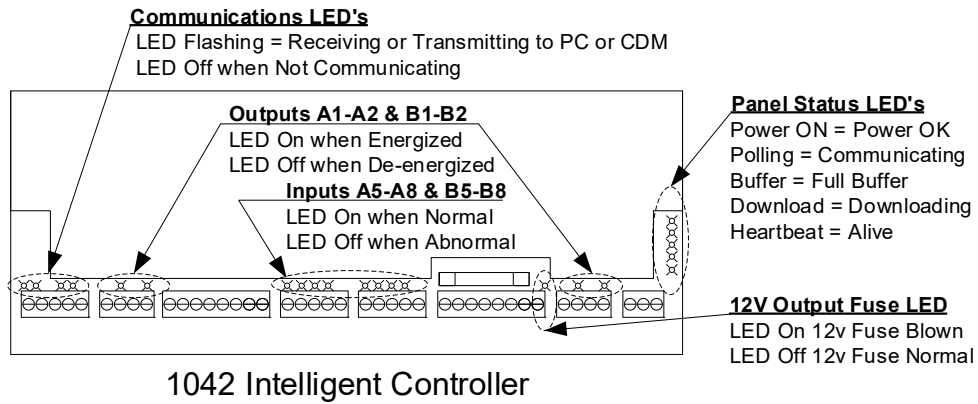 Communications LED's
LED Flashing = Receiving or Transmitting to PC or CDM
LED Off when Not Communicating
Outputs A1-A2 & B1-B2
LED On when Energized
LED Off when De-energized
Inputs A5-A8 & B5-B8
LED On when Normal
LED Off when Abnormal
Panel Status LED's
Power ON = Power OK
Polling = Communicating
Buffer = Full Buffer
Download = Downloading
Heartbeat = Alive
12V Output Fuse LED
LED On 12v Fuse Blown
LED Off 12v Fuse Normal
1042 Intelligent Controller